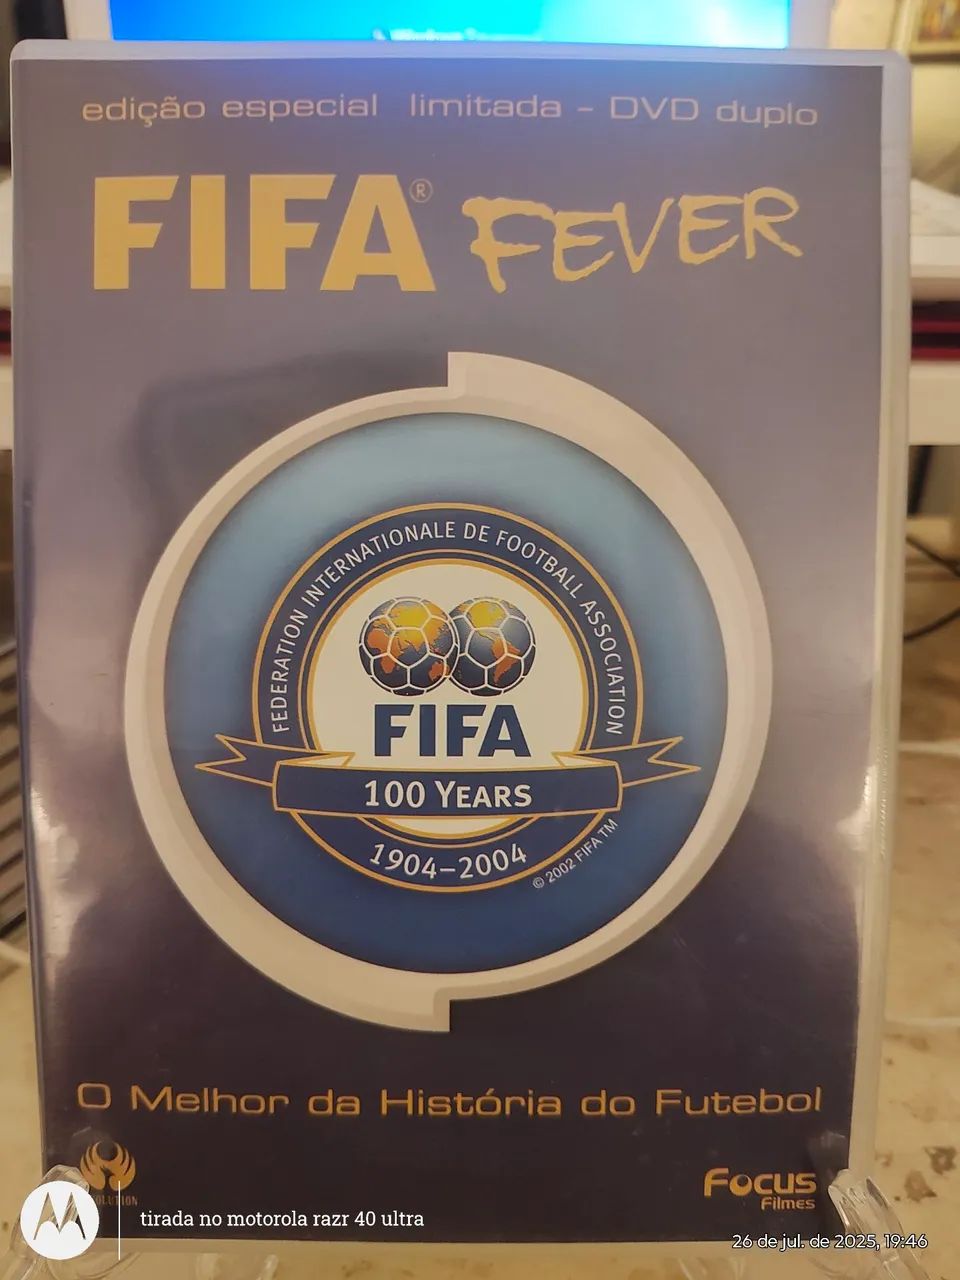 edição especial limitada - DVD duplo
FIFA® FEVER
FEDERATION INTERNATIONALE DE FOOTBALL ASSOCIATION
FIFA
100 YEARS
1904-2004
© 2002 FIFA TM
O Melhor da História do Futebol
Focus
Filmes
tirada no motorola razr 40 ultra
26 de jul. de 2025, 19:46